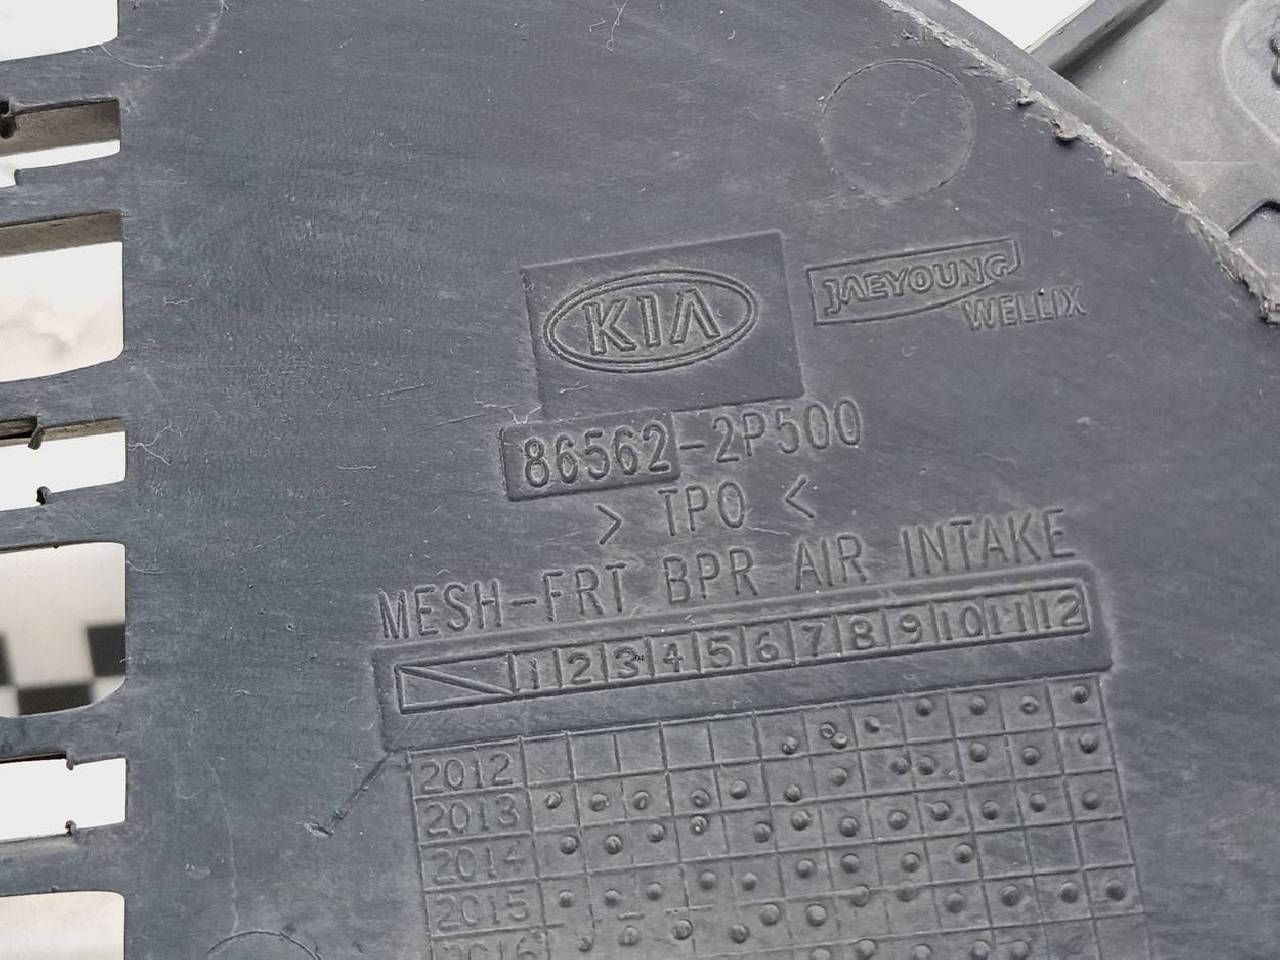 KIA
JAEYOUNG
WELLIX
86562-2P500
> TPO <
MESH-FRT BPR AIR INTAKE
1 2 3 4 5 6 7 8 9 10 11 12
2012
2013
2014
2015
2016